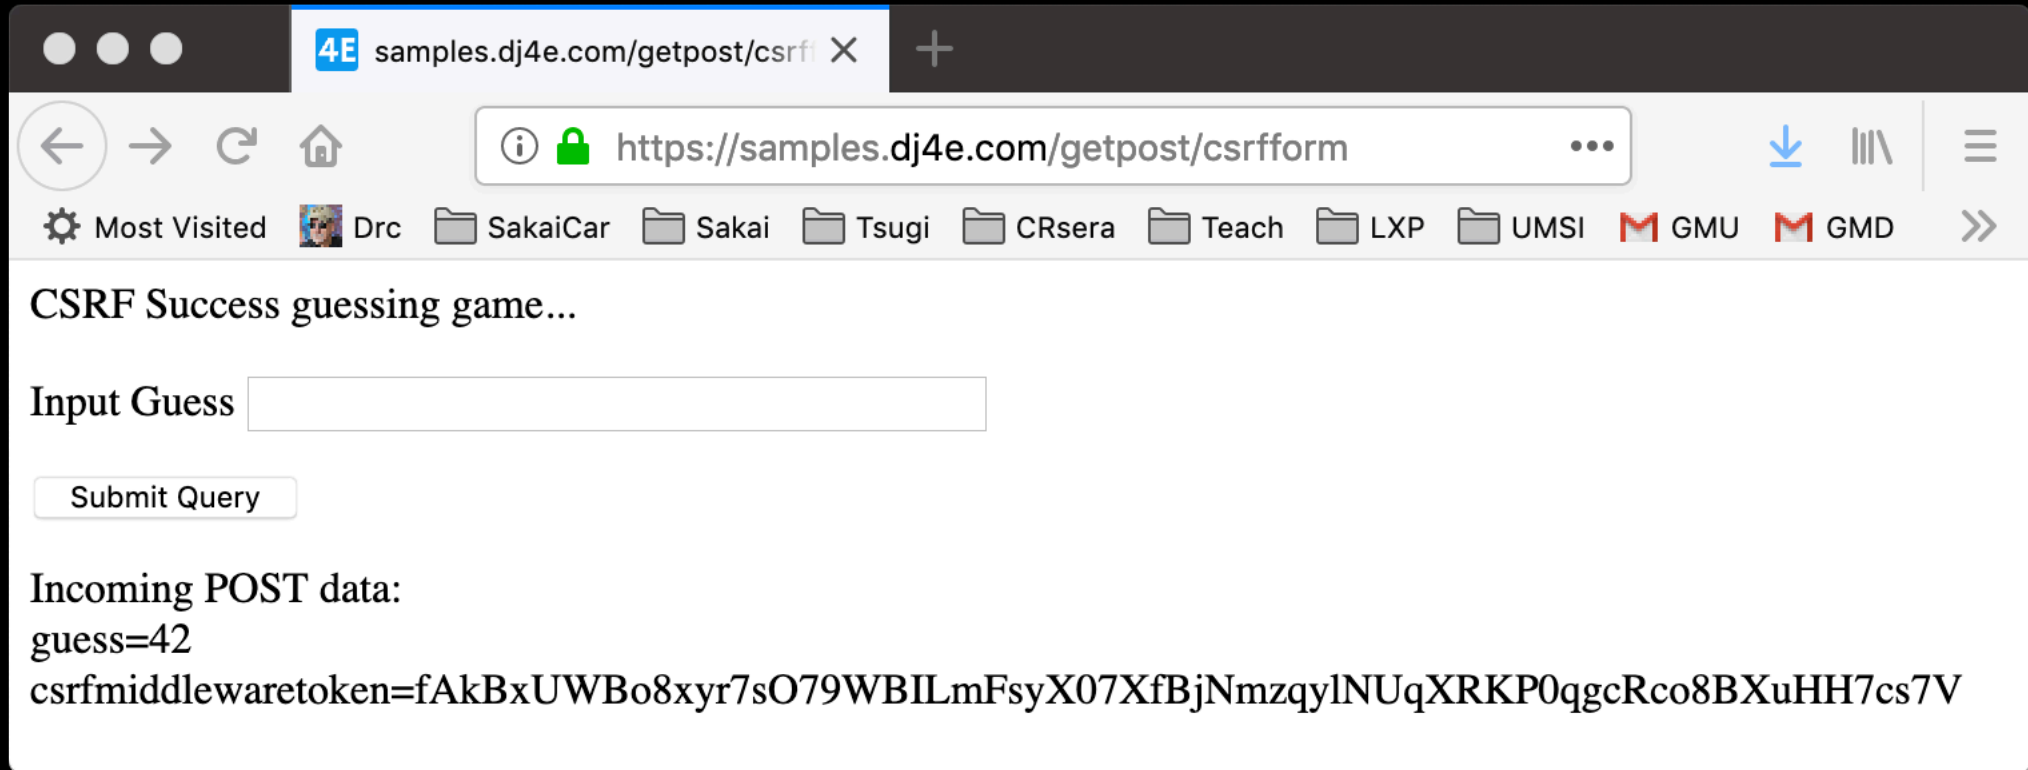 4E samples.dj4e.com/getpost/csrf
https://samples.dj4e.com/getpost/csrfform
Most Visited Drc SakaiCar Sakai Tsugi CRsera Teach LXP UMSI GMU GMD
CSRF Success guessing game...
Input Guess
Submit Query
Incoming POST data:
guess=42
csrfmiddlewaretoken=fAkBxUWBo8xyr7sO79WBILmFsyX07XfBjNmzqylNUqXRKP0qgcRco8BXuHH7cs7V